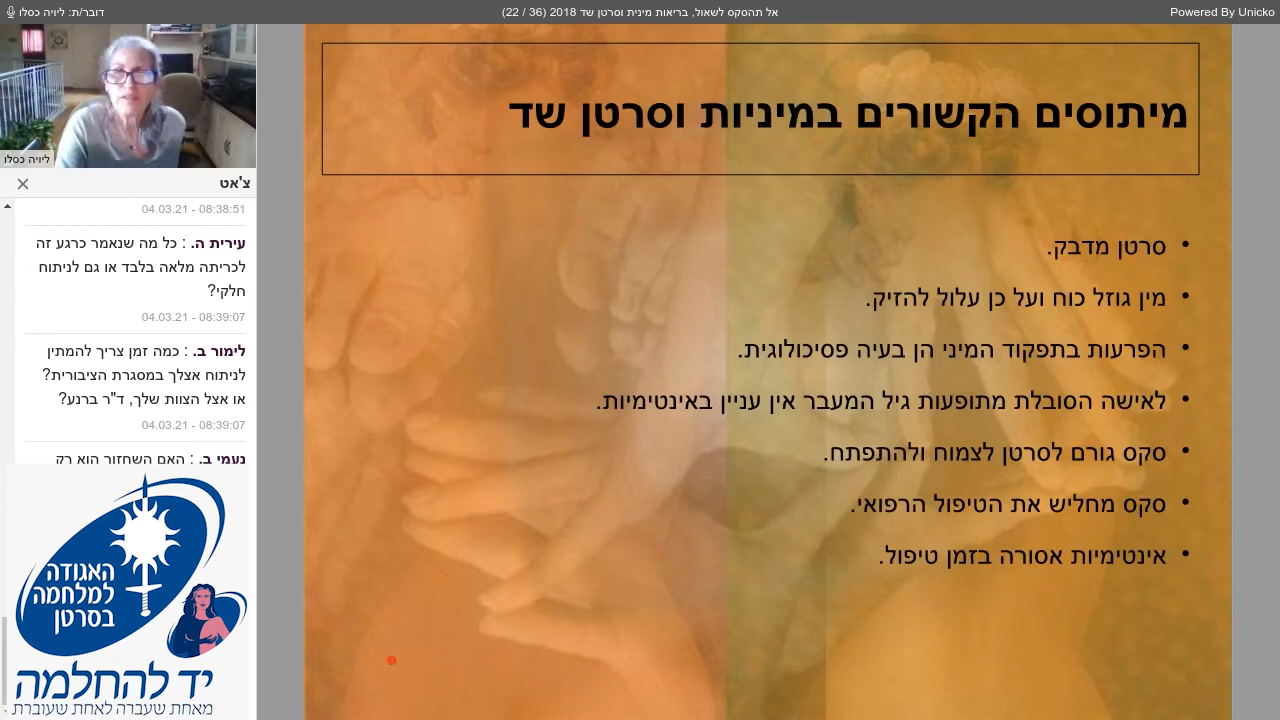 דובר/ת: ליויה כסלו
אל תהסקס לשאול, בריאות מינית וסרטן שד 2018 (36 / 22)
Powered By Unicko
ליויה כסלו
צ'אט
04.03.21 - 08:38:51
עירית ה. : כל מה שנאמר כרגע זה
לכריתה מלאה בלבד או גם לניתוח
חלקי?
04.03.21 - 08:39:07
לימור ב. : כמה זמן צריך להמתין
לניתוח אצלך במסגרת הציבורית?
או אצל הצוות שלך, ד"ר ברנע?
04.03.21 - 08:39:07
נעמי ב. : האם השחזור הוא רק
האגודה
למלחמה
בסרטן
יד להחלמה
מאחת שעברה לאחת שעוברת
מיתוסים הקשורים במיניות וסרטן שד
• סרטן מדבק.
• מין גוזל כוח ועל כן עלול להזיק.
• הפרעות בתפקוד המיני הן בעיה פסיכולוגית.
• לאישה הסובלת מתופעות גיל המעבר אין עניין באינטימיות.
• סקס גורם לסרטן לצמוח ולהתפתח.
• סקס מחליש את הטיפול הרפואי.
• אינטימיות אסורה בזמן טיפול.